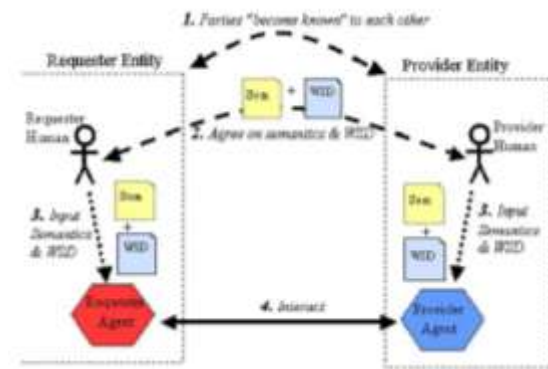 1. Parties "become known" to each other
Requester Entity
Provider Entity
Sem
+
WSD
Requester
Human
2. Agree on semantics & WSD
Provider
Human
Sem
+
WSD
3. Input
Semantics
& WSD
Sem
+
WSD
3. Input
Semantics
& WSD
Requester
Agent
4. Interact
Provider
Agent